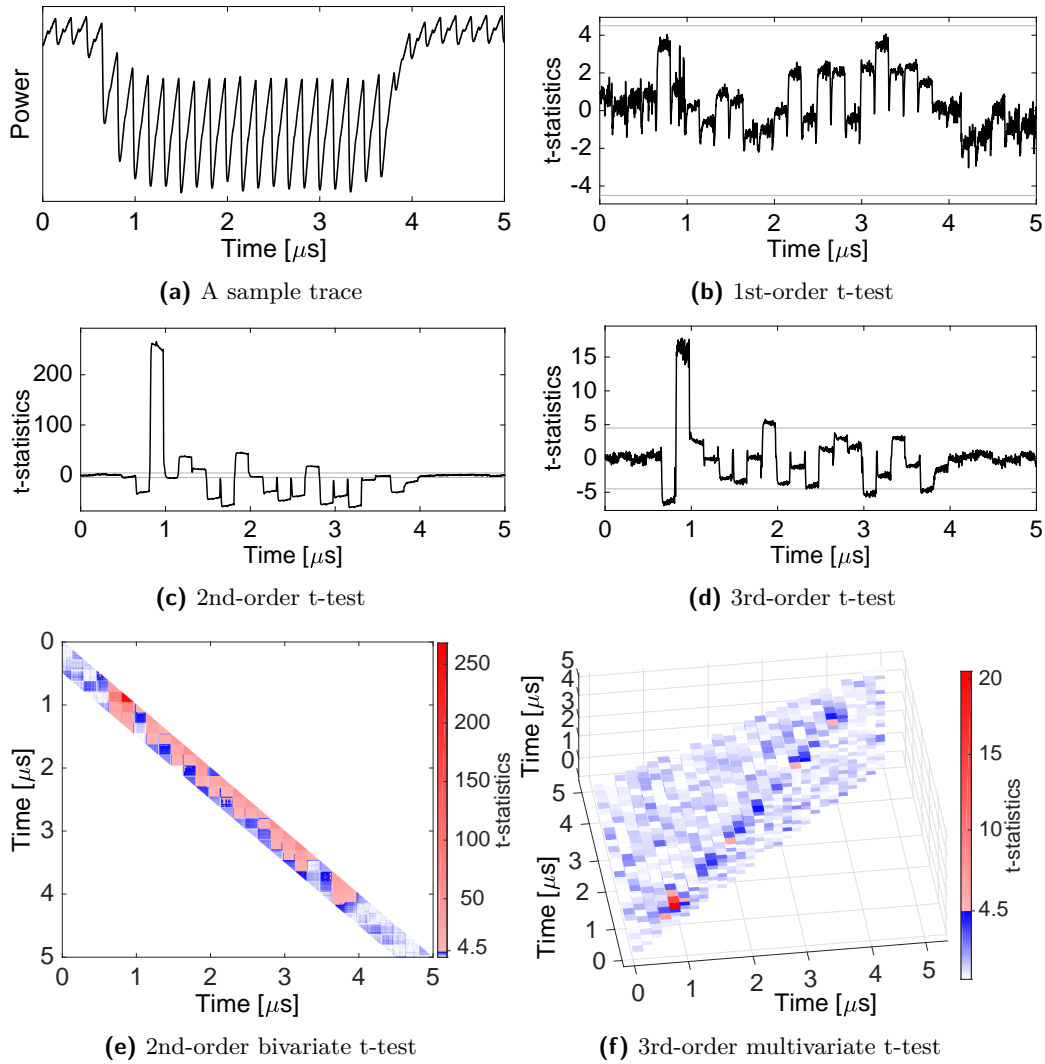 Power
0 1 2 3 4 5
Time [μs]
(a) A sample trace
t-statistics
4
2
0
-2
-4
0 1 2 3 4 5
Time [μs]
(b) 1st-order t-test
t-statistics
200
100
0
0 1 2 3 4 5
Time [μs]
(c) 2nd-order t-test
t-statistics
15
10
5
0
-5
0 1 2 3 4 5
Time [μs]
(d) 3rd-order t-test
Time [μs]
0
1
2
3
4
5
0 1 2 3 4 5
Time [μs]
250
200
150
100
50
4.5
t-statistics
(e) 2nd-order bivariate t-test
Time [μs]
5
4
3
2
1
0
Time [μs]
5
4
3
2
1
0
0 1 2 3 4 5
Time [μs]
20
15
10
4.5
t-statistics
(f) 3rd-order multivariate t-test